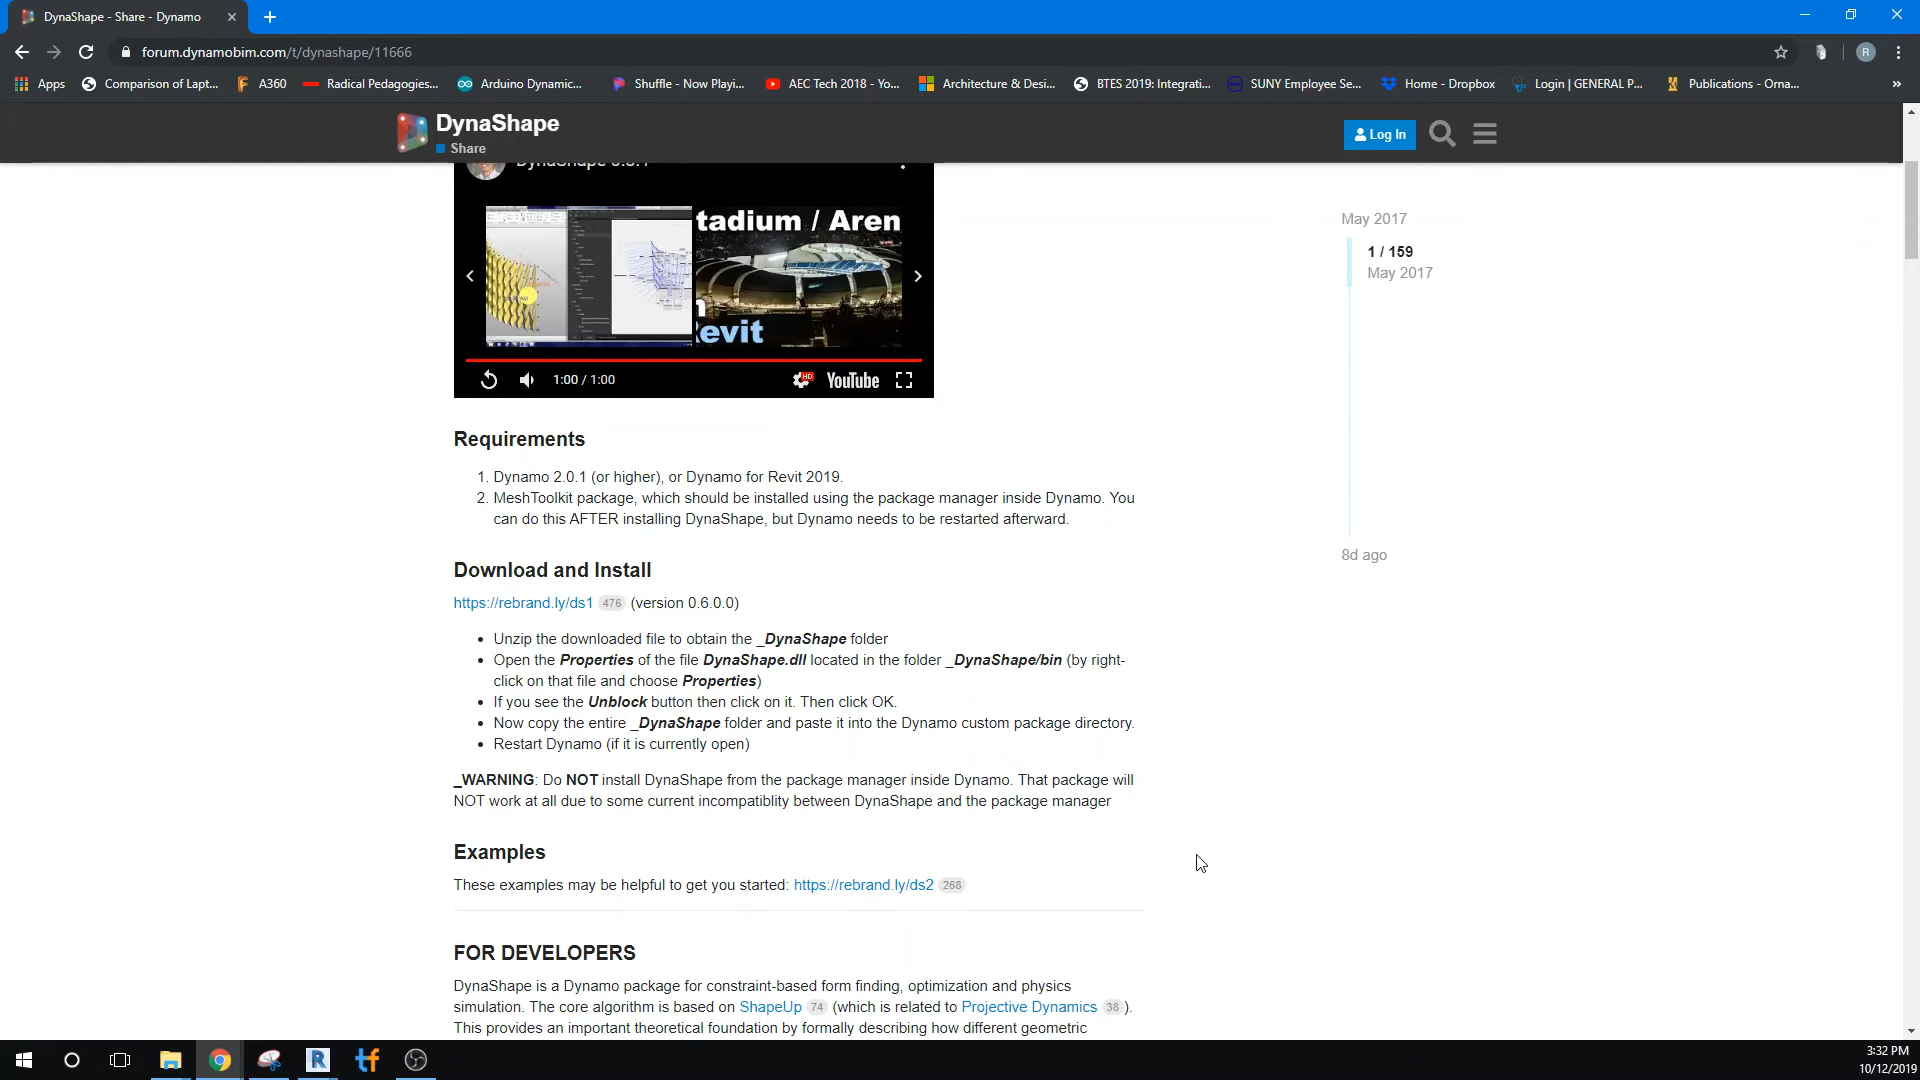 DynaShape - Share - Dynamo
forum.dynamobim.com/t/dynashape/11666
R
Apps
Comparison of Lapt...
A360
Radical Pedagogies...
Arduino Dynamic...
Shuffle - Now Playi...
AEC Tech 2018 - Yo...
Architecture & Desi...
BTES 2019: Integrati...
SUNY Employee Se...
Home - Dropbox
Login | GENERAL P...
Publications - Orna...
»
DynaShape
Share
Log In
tadium / Aren
n
Revit
1:00 / 1:00
HD
YouTube
May 2017
1 / 159
May 2017
8d ago
Requirements
1. Dynamo 2.0.1 (or higher), or Dynamo for Revit 2019.
2. MeshToolkit package, which should be installed using the package manager inside Dynamo. You
can do this AFTER installing DynaShape, but Dynamo needs to be restarted afterward.
Download and Install
https://rebrand.ly/ds1 476 (version 0.6.0.0)
• Unzip the downloaded file to obtain the _DynaShape folder
• Open the Properties of the file DynaShape.dll located in the folder _DynaShape/bin (by right-
click on that file and choose Properties)
• If you see the Unblock button then click on it. Then click OK.
• Now copy the entire _DynaShape folder and paste it into the Dynamo custom package directory.
• Restart Dynamo (if it is currently open)
_WARNING: Do NOT install DynaShape from the package manager inside Dynamo. That package will
NOT work at all due to some current incompatiblity between DynaShape and the package manager
Examples
These examples may be helpful to get you started: https://rebrand.ly/ds2 268
FOR DEVELOPERS
DynaShape is a Dynamo package for constraint-based form finding, optimization and physics
simulation. The core algorithm is based on ShapeUp 74 (which is related to Projective Dynamics 38 ).
This provides an important theoretical foundation by formally describing how different geometric
R
tf
3:32 PM
10/12/2019